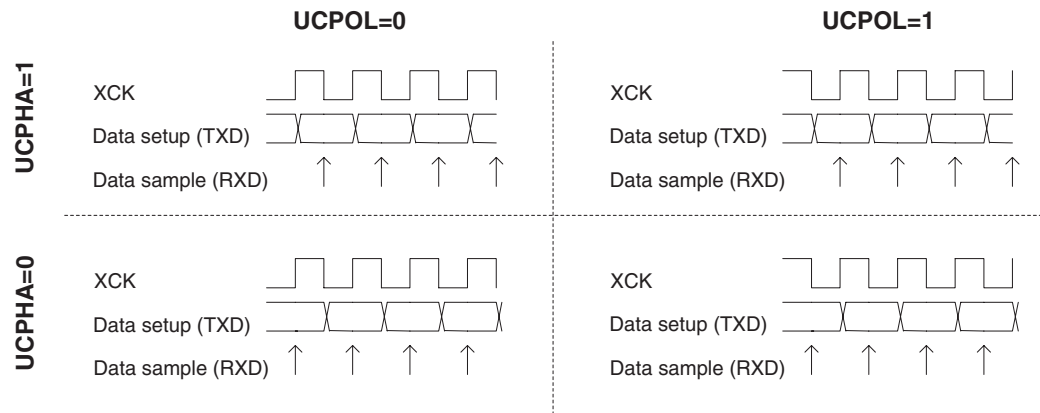 UCPOL=0
UCPOL=1
UCPHA=1
XCK
Data setup (TXD)
Data sample (RXD)
XCK
Data setup (TXD)
Data sample (RXD)
UCPHA=0
XCK
Data setup (TXD)
Data sample (RXD)
XCK
Data setup (TXD)
Data sample (RXD)